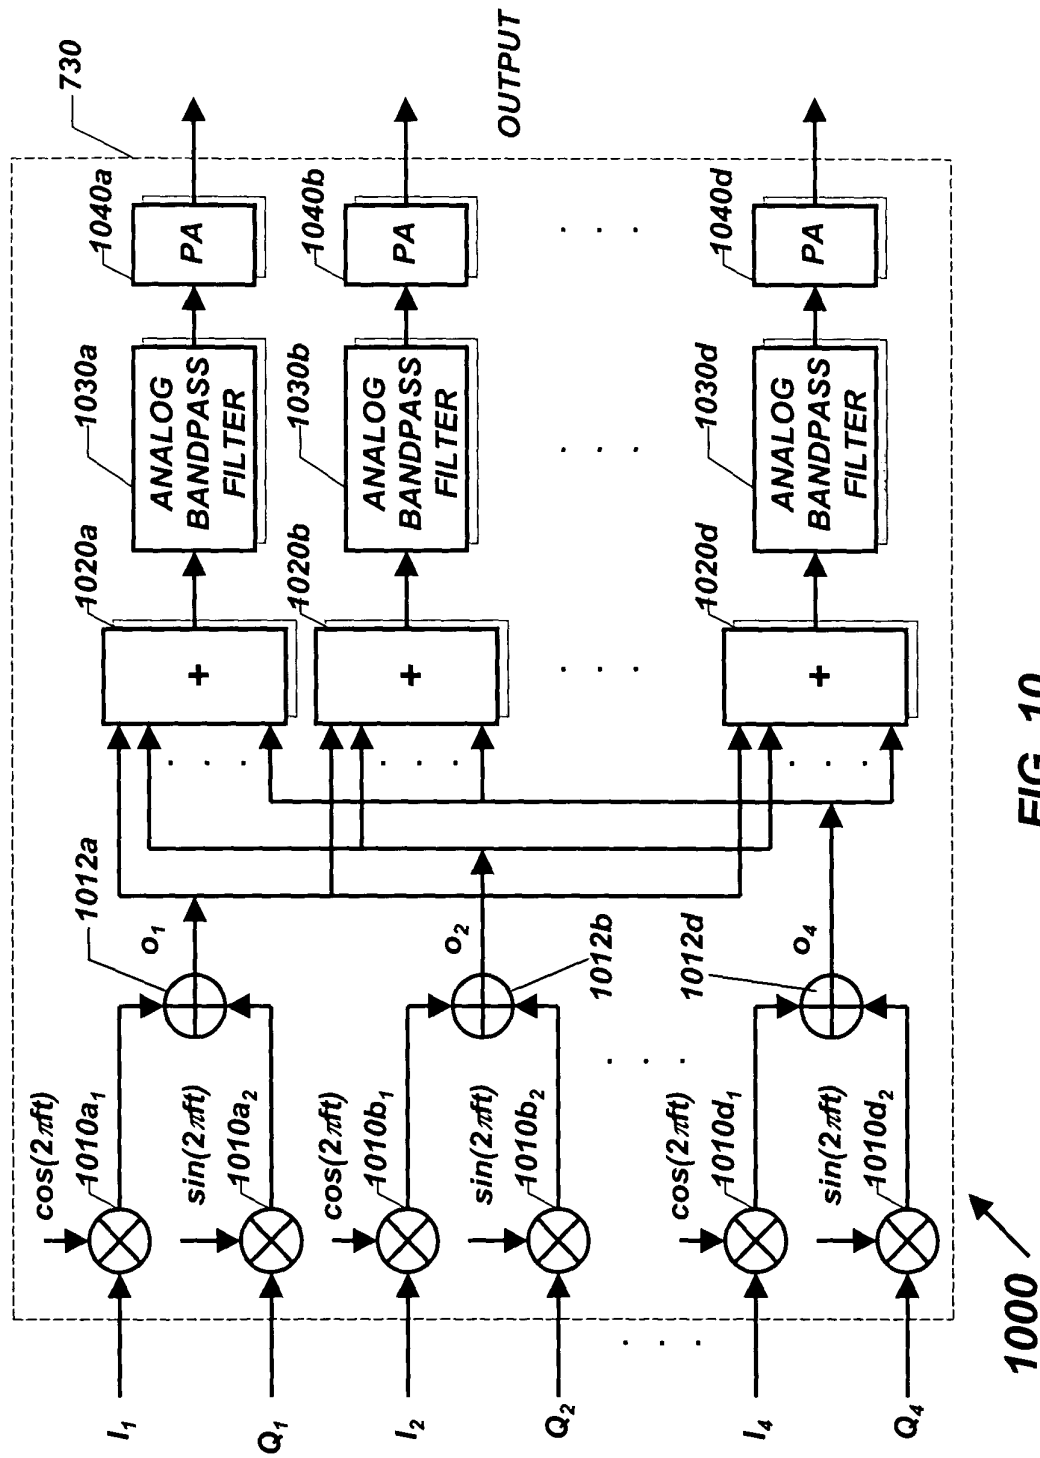 730
1040a
PA
1030a
ANALOG
BANDPASS
FILTER
1020a
+
1012a
O1
cos(2πft)
1010a1
sin(2πft)
1010a2
I1
Q1
1040b
PA
1030b
ANALOG
BANDPASS
FILTER
1020b
+
O2
1012b
cos(2πft)
1010b1
sin(2πft)
1010b2
I2
Q2
OUTPUT
1040d
PA
1030d
ANALOG
BANDPASS
FILTER
1020d
+
1012d
O4
cos(2πft)
1010d1
sin(2πft)
1010d2
I4
Q4
1000
FIG. 10